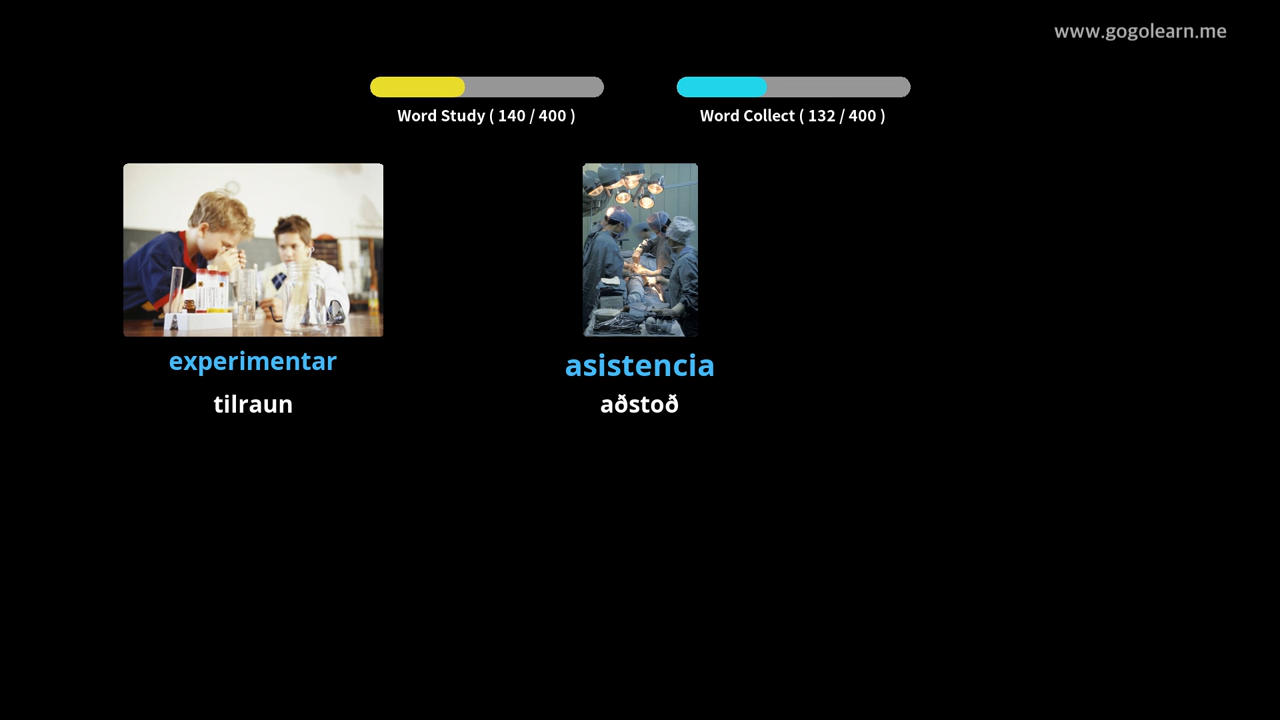 www.gogolearn.me
Word Study ( 140 / 400 )
Word Collect ( 132 / 400 )
experimentar
tilraun
asistencia
aðstoð